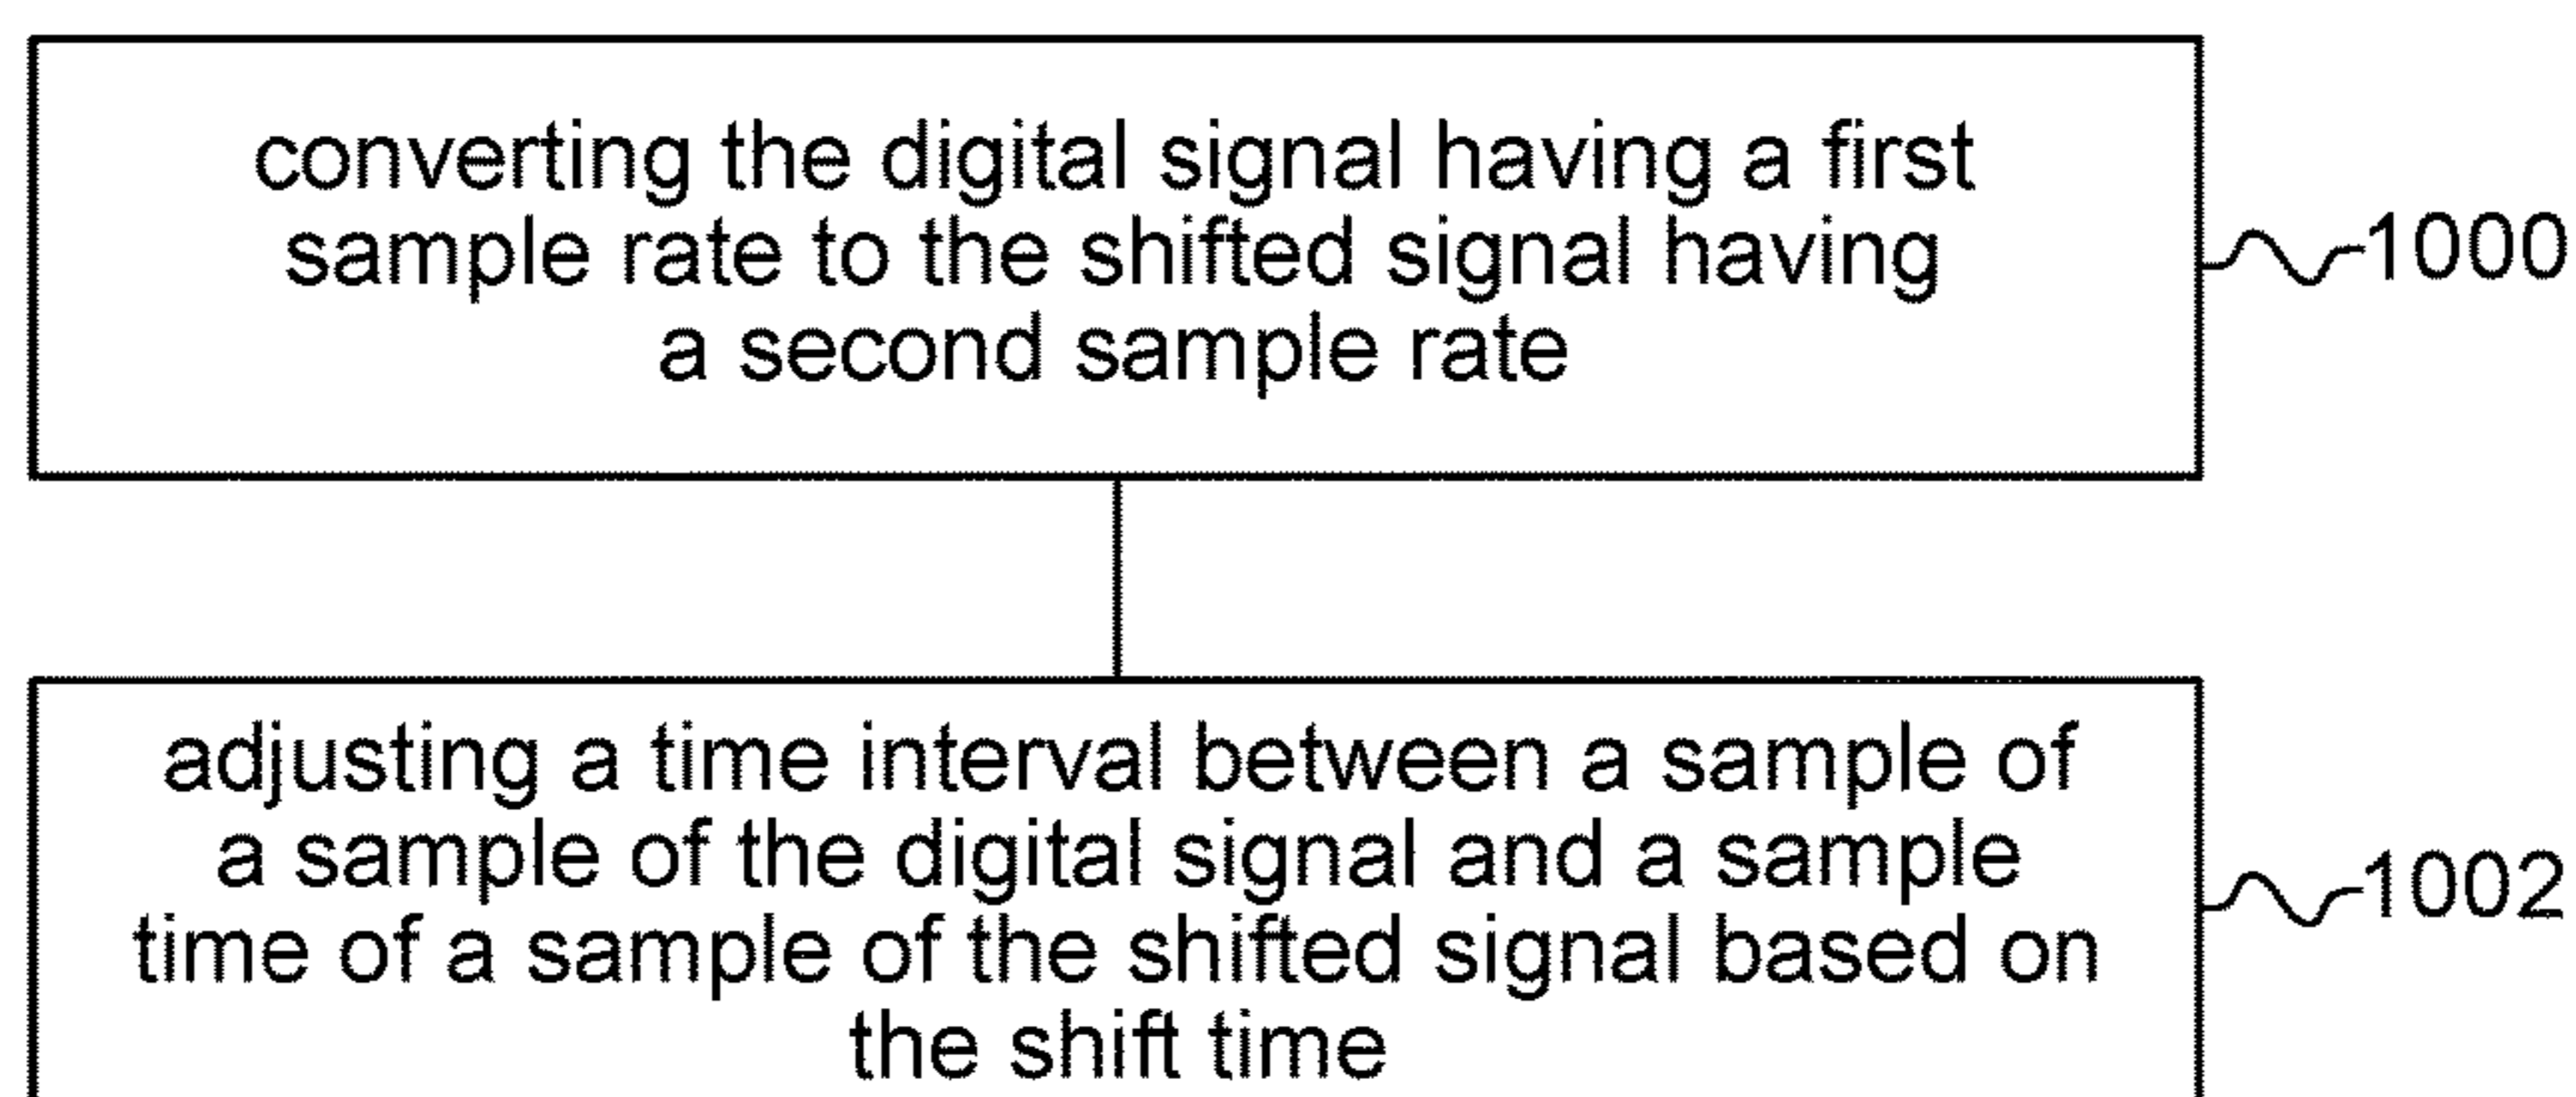 converting the digital signal having a first
sample rate to the shifted signal having
a second sample rate
1000
adjusting a time interval between a sample of
a sample of the digital signal and a sample
time of a sample of the shifted signal based on
the shift time
1002